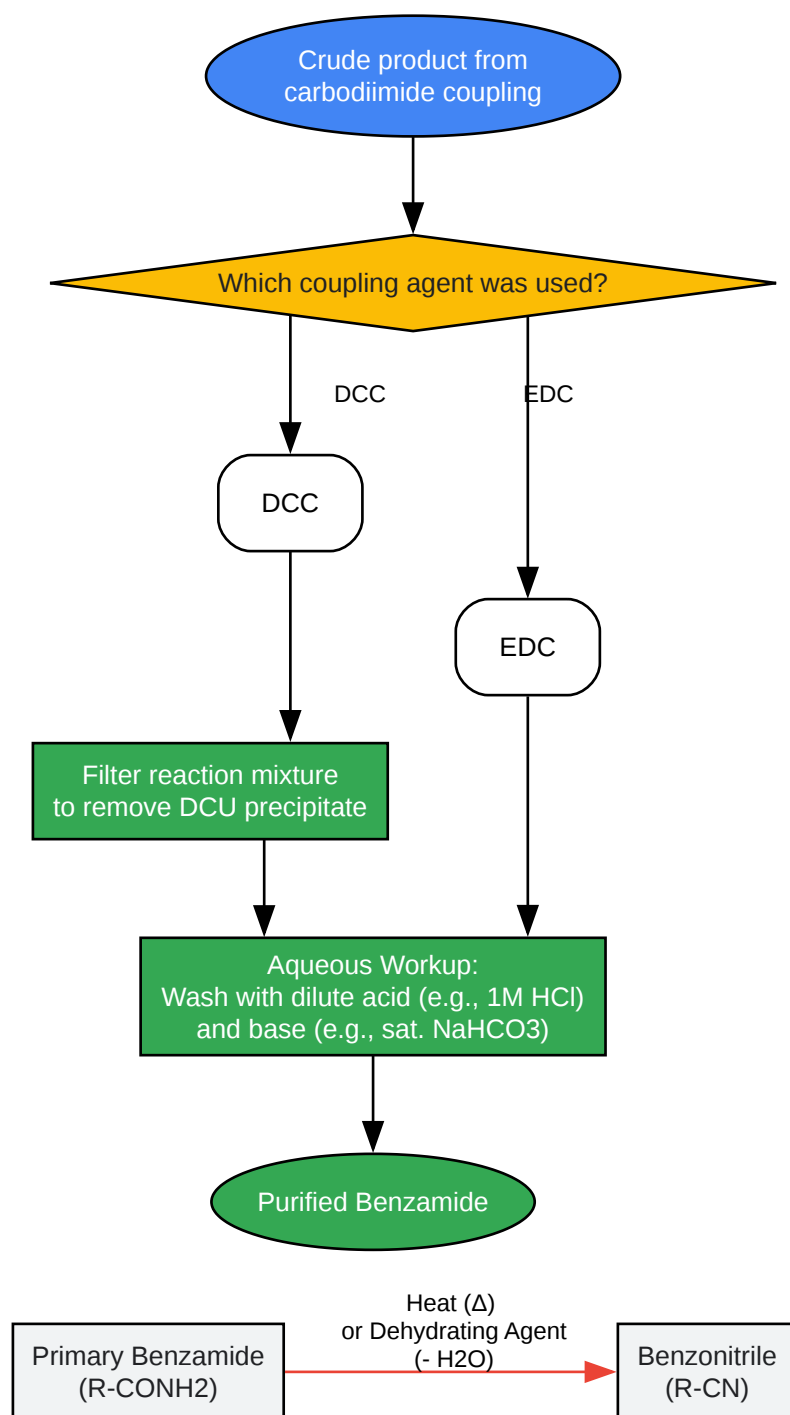 Crude product from
carbodiimide coupling
Which coupling agent was used?
DCC
EDC
DCC
EDC
Filter reaction mixture
to remove DCU precipitate
Aqueous Workup:
Wash with dilute acid (e.g., 1M HCl)
and base (e.g., sat. NaHCO3)
Purified Benzamide
Heat (Δ)
or Dehydrating Agent
(- H2O)
Primary Benzamide
(R-CONH2)
Benzonitrile
(R-CN)